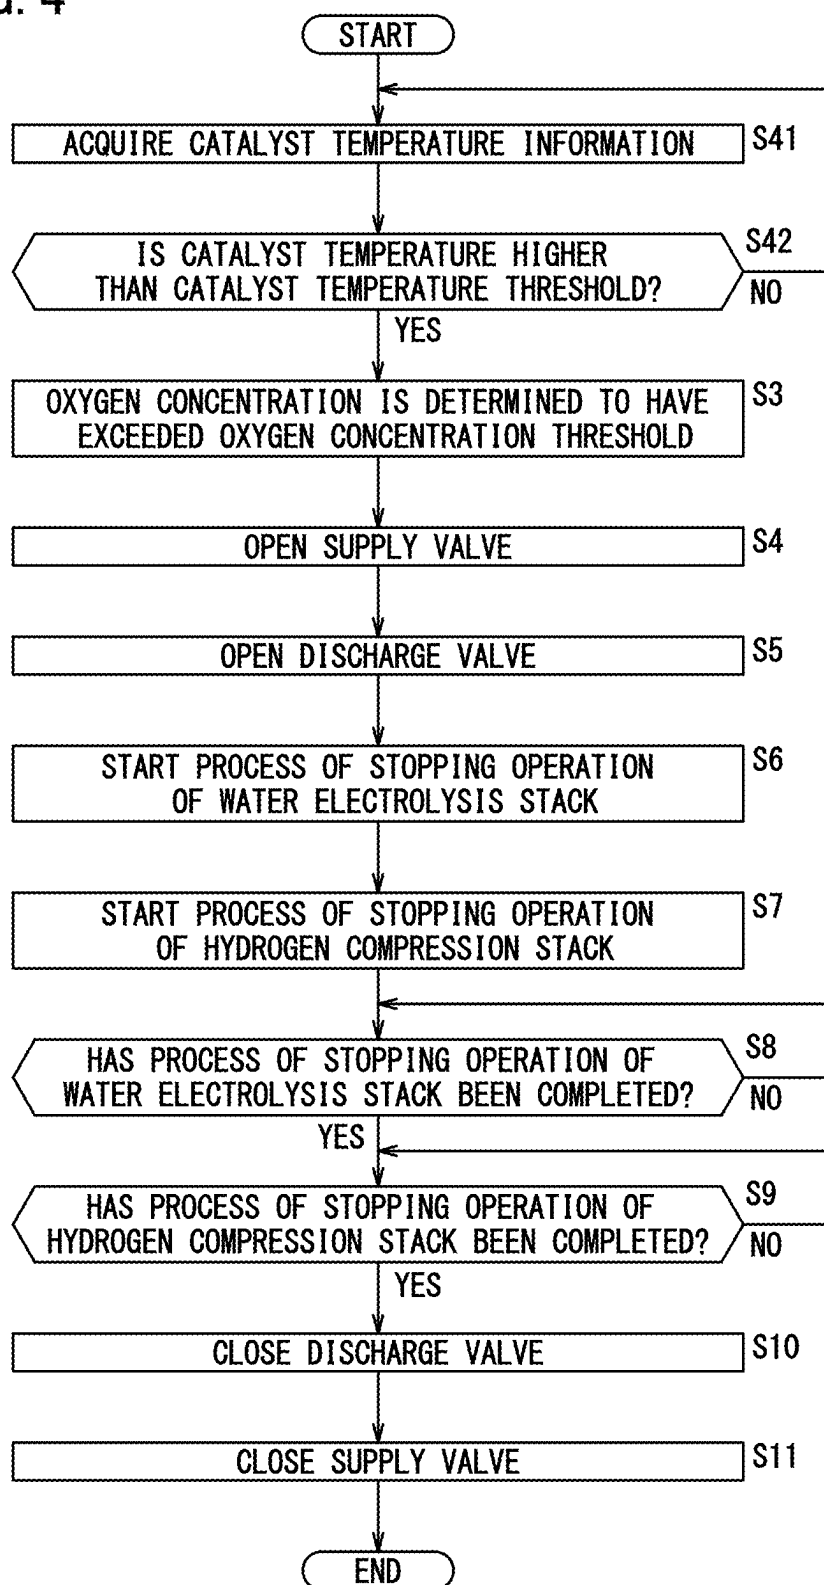 START
ACQUIRE CATALYST TEMPERATURE INFORMATION
S41
IS CATALYST TEMPERATURE HIGHER
THAN CATALYST TEMPERATURE THRESHOLD?
S42
NO
YES
OXYGEN CONCENTRATION IS DETERMINED TO HAVE
EXCEEDED OXYGEN CONCENTRATION THRESHOLD
S3
OPEN SUPPLY VALVE
S4
OPEN DISCHARGE VALVE
S5
START PROCESS OF STOPPING OPERATION
OF WATER ELECTROLYSIS STACK
S6
START PROCESS OF STOPPING OPERATION
OF HYDROGEN COMPRESSION STACK
S7
HAS PROCESS OF STOPPING OPERATION OF
WATER ELECTROLYSIS STACK BEEN COMPLETED?
S8
NO
YES
HAS PROCESS OF STOPPING OPERATION OF
HYDROGEN COMPRESSION STACK BEEN COMPLETED?
S9
NO
YES
CLOSE DISCHARGE VALVE
S10
CLOSE SUPPLY VALVE
S11
END